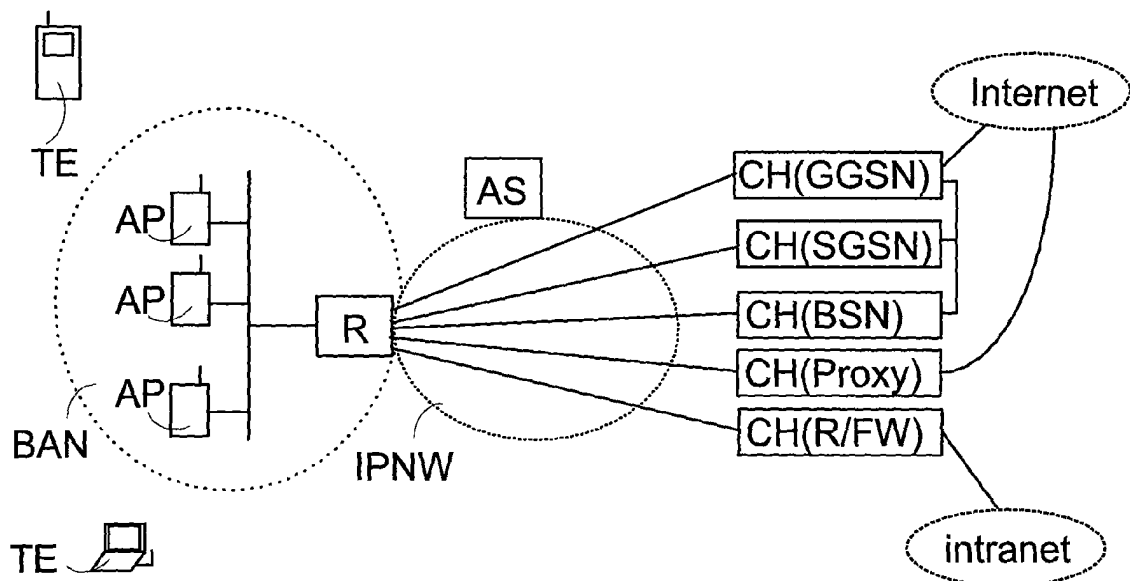 TE
Internet
AS
CH(GGSN)
AP
CH(SGSN)
AP
R
CH(BSN)
CH(Proxy)
AP
CH(R/FW)
BAN
IPNW
TE
intranet